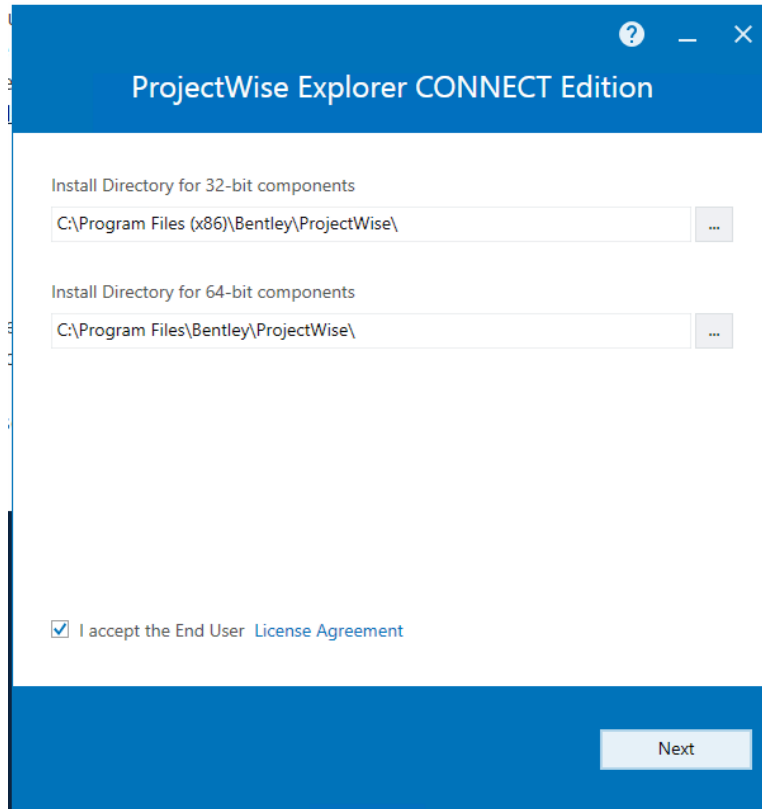 ProjectWise Explorer CONNECT Edition
Install Directory for 32-bit components
C:\Program Files (x86)\Bentley\ProjectWise\
...
Install Directory for 64-bit components
C:\Program Files\Bentley\ProjectWise\
...
I accept the End User License Agreement
Next